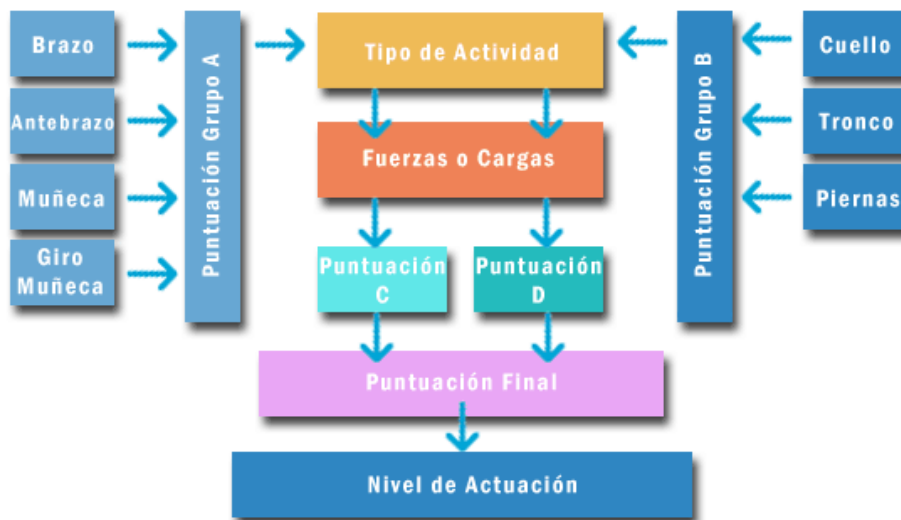 Brazo
Antebrazo
Muñeca
Giro
Muñeca
Puntuación Grupo A
Tipo de Actividad
Fuerzas o Cargas
Puntuación
C
Puntuación
D
Puntuación Final
Nivel de Actuación
Puntuación Grupo B
Cuello
Tronco
Piernas